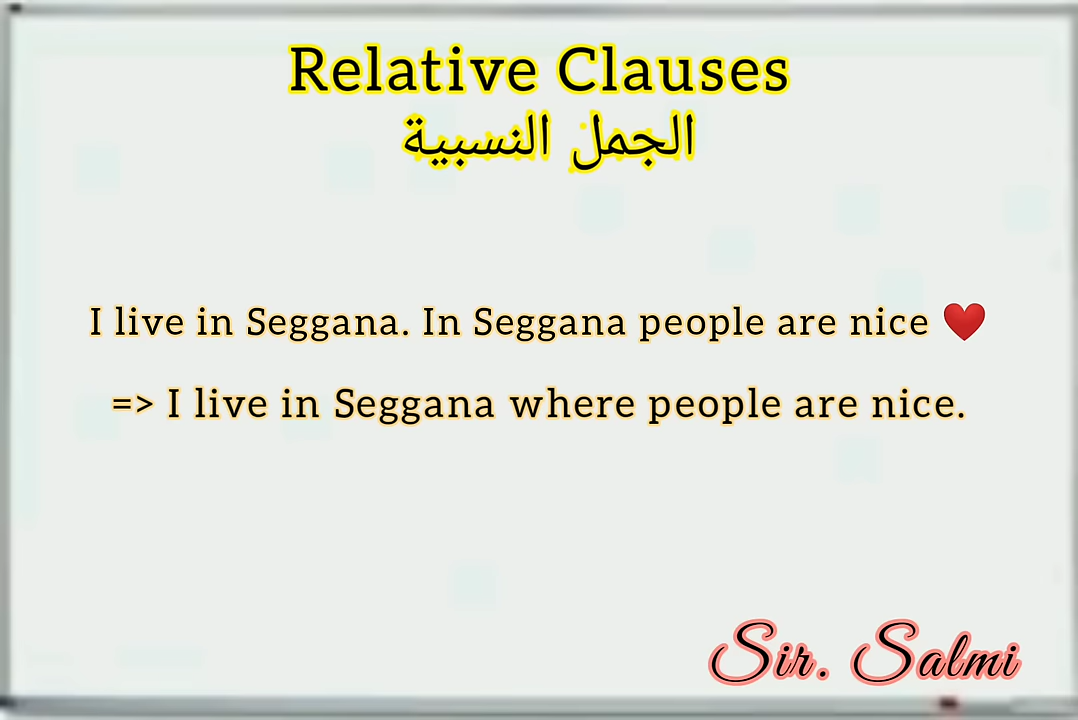 Relative Clauses
الجمل النسبية
I live in Seggana. In Seggana people are nice ❤️
=> I live in Seggana where people are nice.
Sir. Salmi